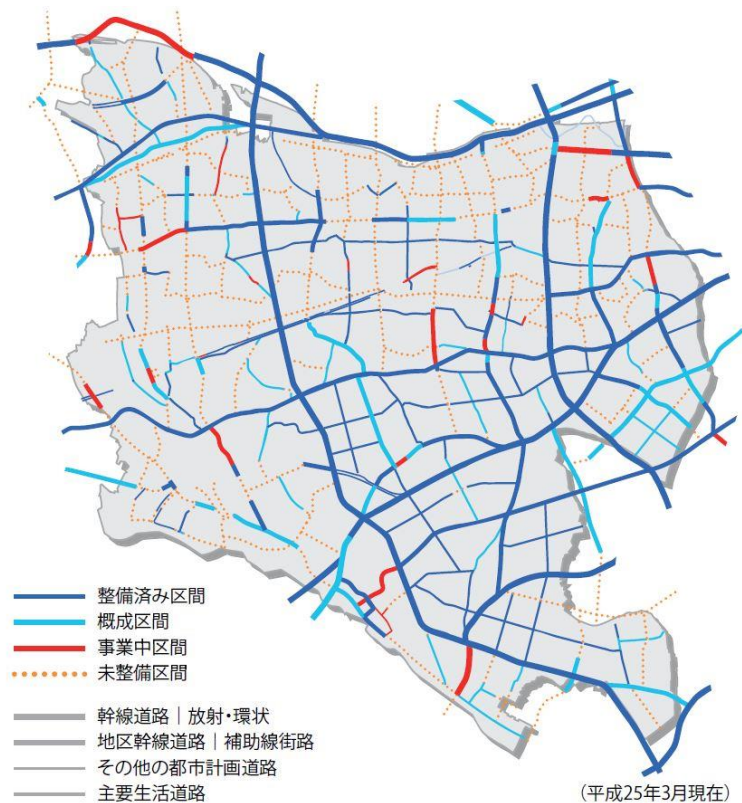 整備済み区間
概成区間
事業中区間
未整備区間
幹線道路｜放射・環状
地区幹線道路｜補助線街路
その他の都市計画道路
主要生活道路
（平成25年3月現在）